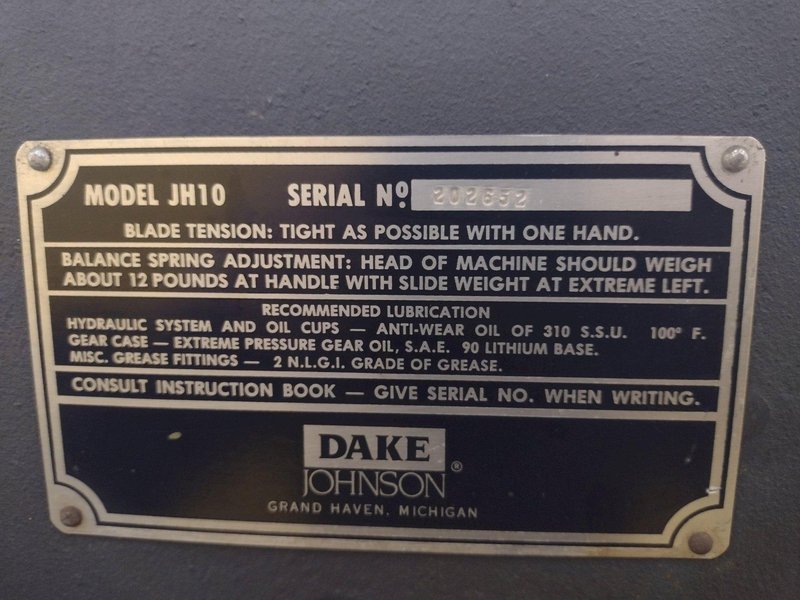 MODEL JH10 SERIAL Nº. 202652
BLADE TENSION: TIGHT AS POSSIBLE WITH ONE HAND.
BALANCE SPRING ADJUSTMENT: HEAD OF MACHINE SHOULD WEIGH
ABOUT 12 POUNDS AT HANDLE WITH SLIDE WEIGHT AT EXTREME LEFT.
RECOMMENDED LUBRICATION
HYDRAULIC SYSTEM AND OIL CUPS — ANTI-WEAR OIL OF 310 S.S.U. 100° F.
GEAR CASE — EXTREME PRESSURE GEAR OIL, S.A.E. 90 LITHIUM BASE.
MISC. GREASE FITTINGS — 2 N.L.G.I. GRADE OF GREASE.
CONSULT INSTRUCTION BOOK — GIVE SERIAL NO. WHEN WRITING.
DAKE
JOHNSON®
GRAND HAVEN, MICHIGAN